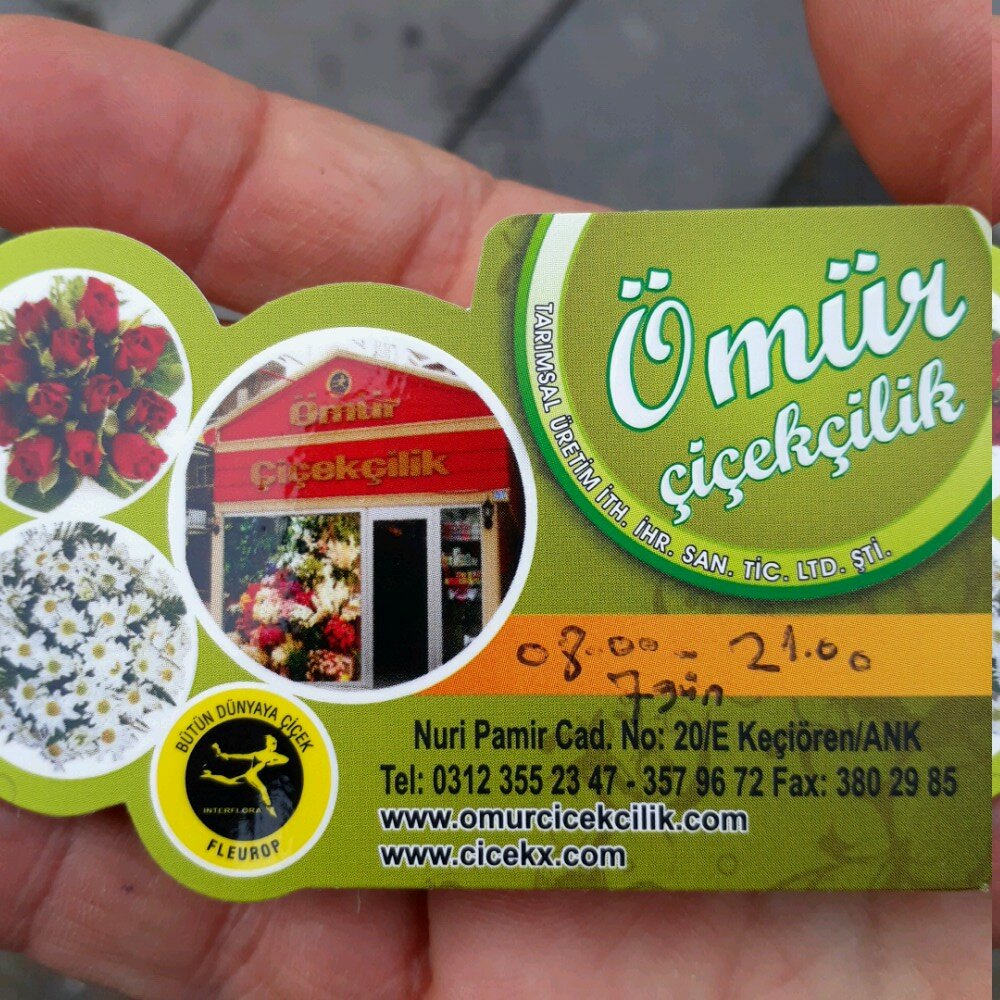 Ömür
çiçekçilik
TARIMSAL ÜRETİM İTH. İHR. SAN. TİC. LTD. ŞTİ.
Ömür
Çiçekçilik
08.00 - 21.00
7 gün
BÜTÜN DÜNYAYA ÇİÇEK
INTERFLORA
FLEUROP
Nuri Pamir Cad. No: 20/E Keçiören/ANK
Tel: 0312 355 23 47 - 357 96 72 Fax: 380 29 85
www.omurcicekcilik.com
www.cicekx.com